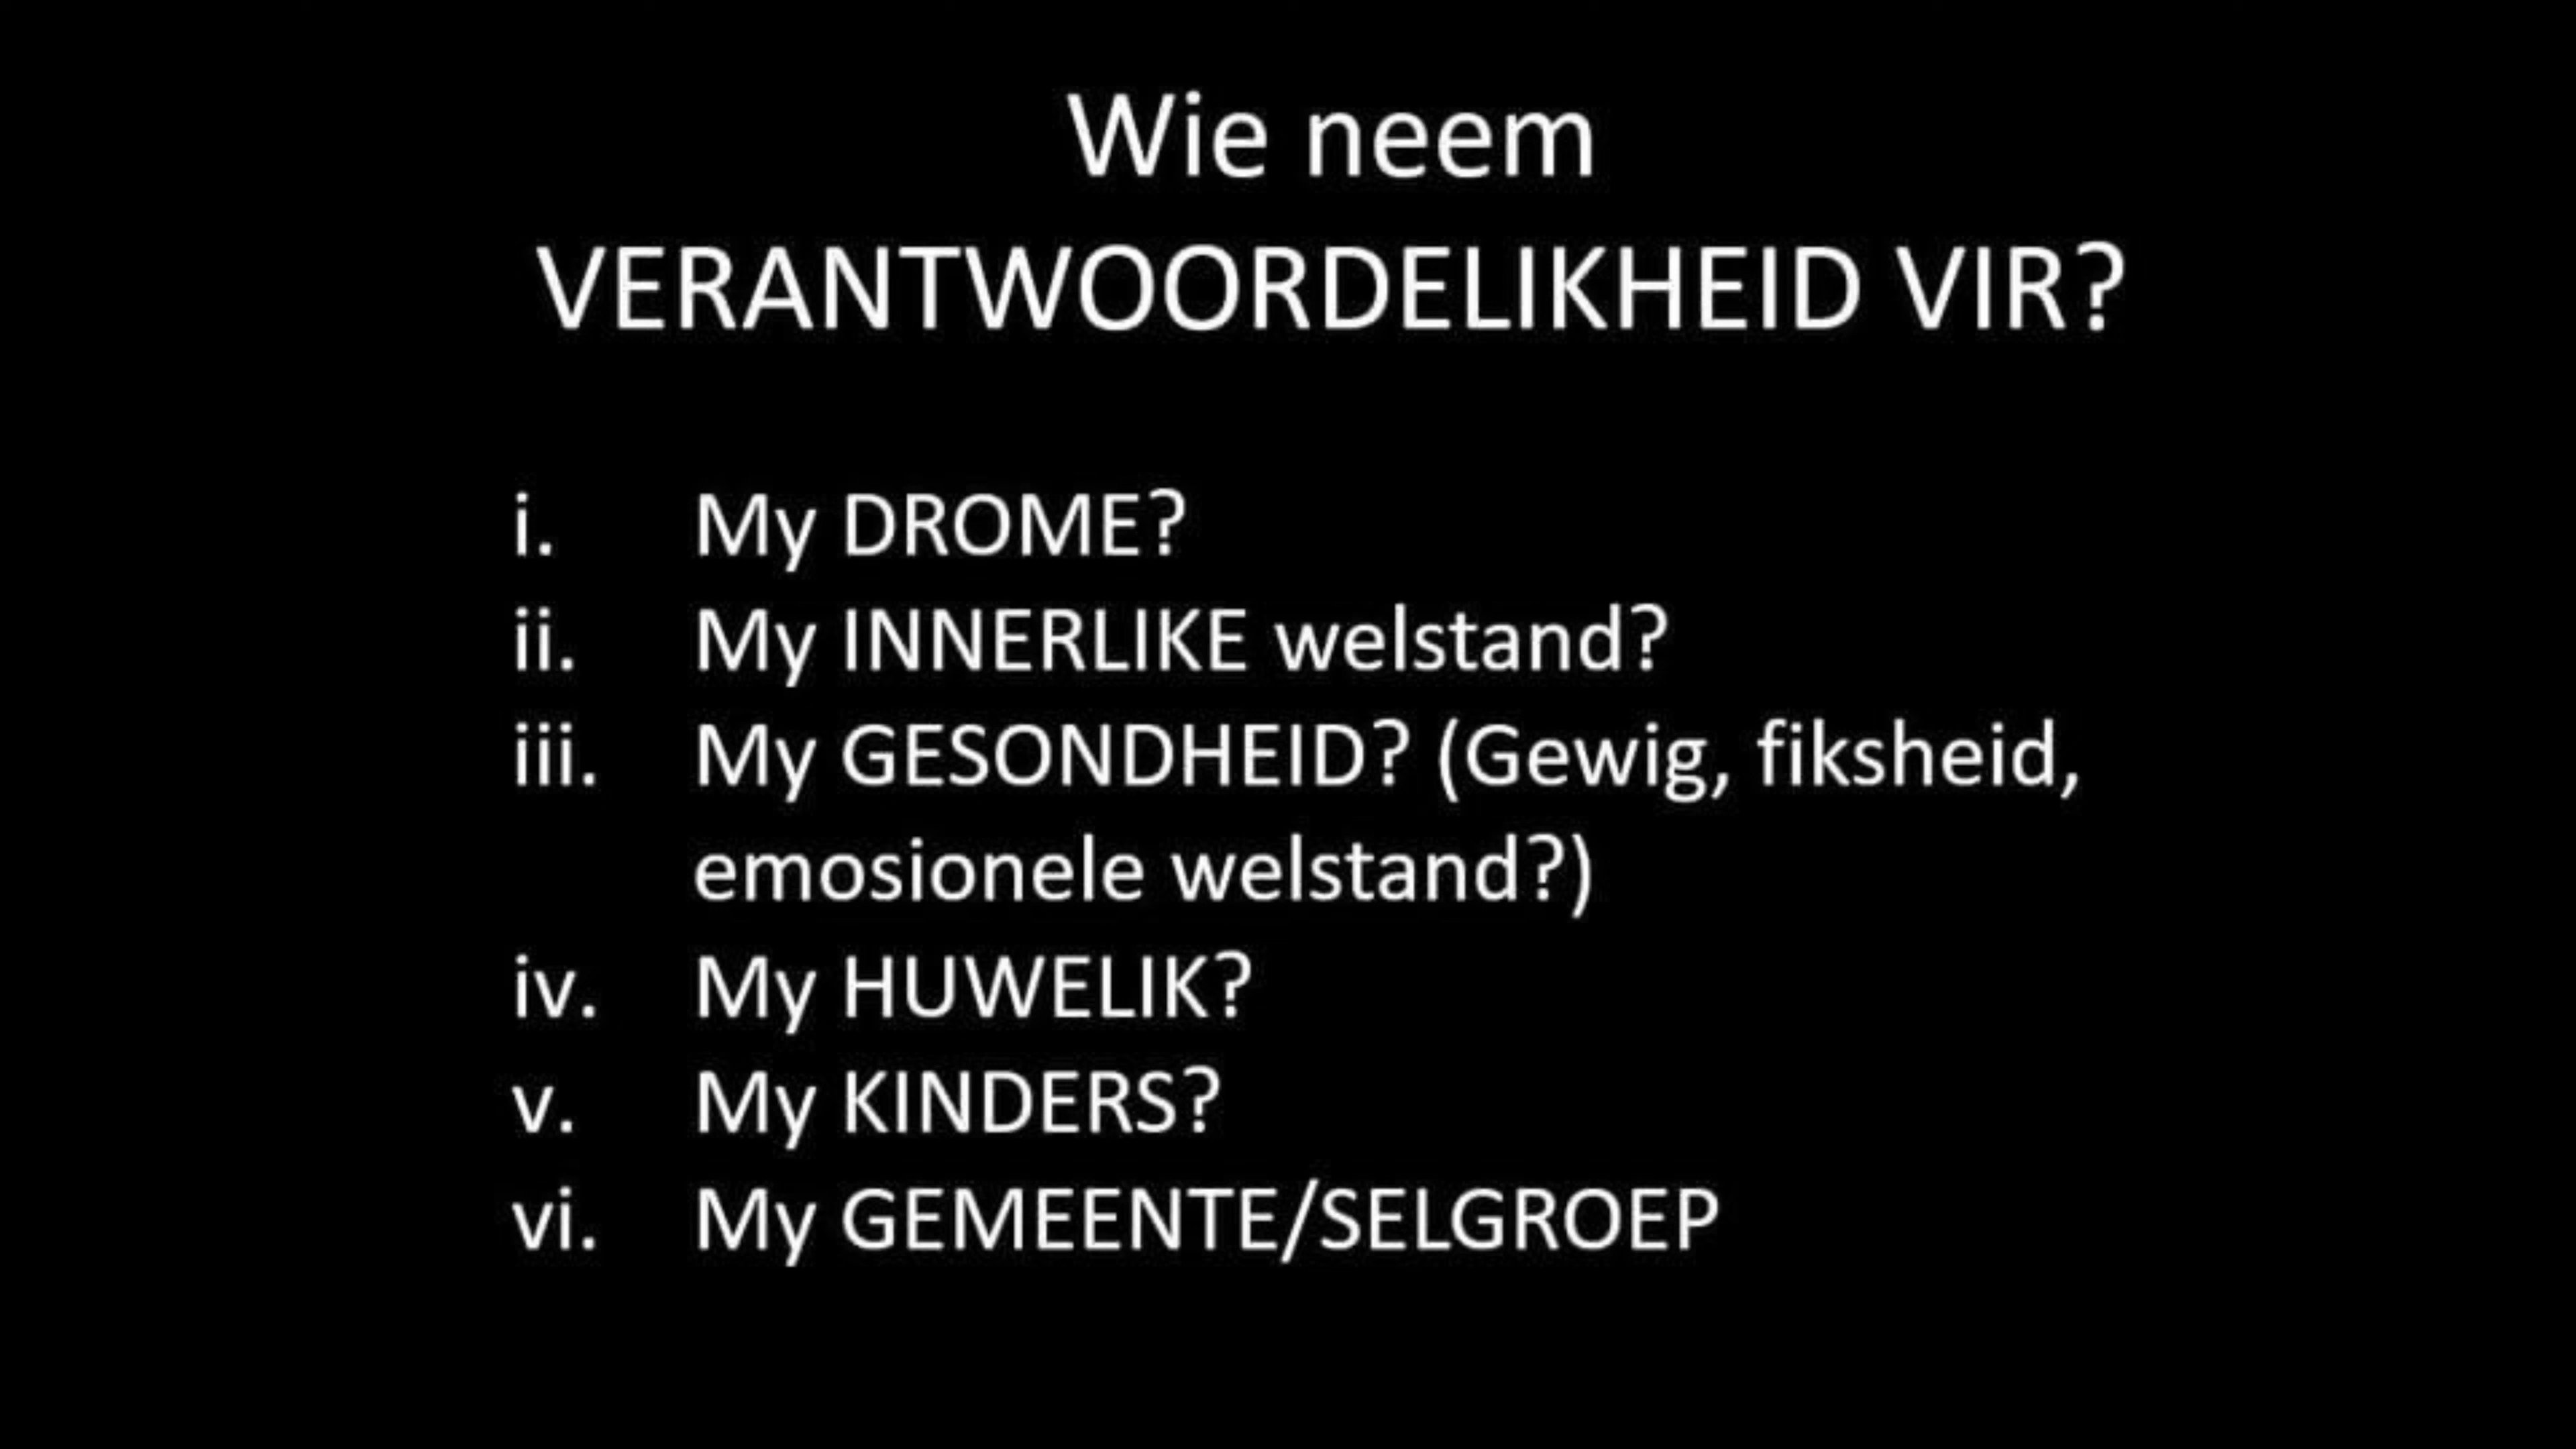 Wie neem
VERANTWOORDELIKHEID VIR?
i. My DROME?
ii. My INNERLIKE welstand?
iii. My GESONDHEID? (Gewig, fiksheid,
emosionele welstand?)
iv. My HUWELIK?
v. My KINDERS?
vi. My GEMEENTE/SELGROEP